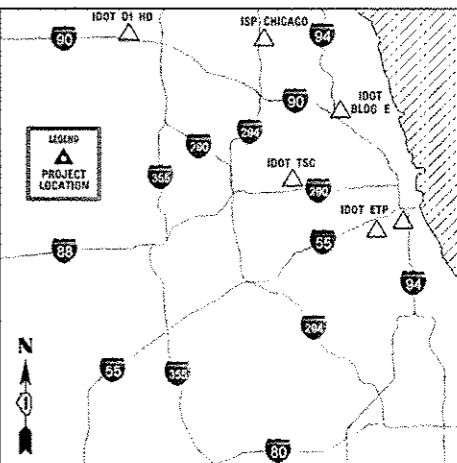 IDOT D1 HQ
ISP CHICAGO
94
90
90
IDOT
BLDG E
LEGEND
PROJECT
LOCATION
290
294
355
IDOT TSC
290
IDOT ETP
55
88
94
294
N
1
55
355
80